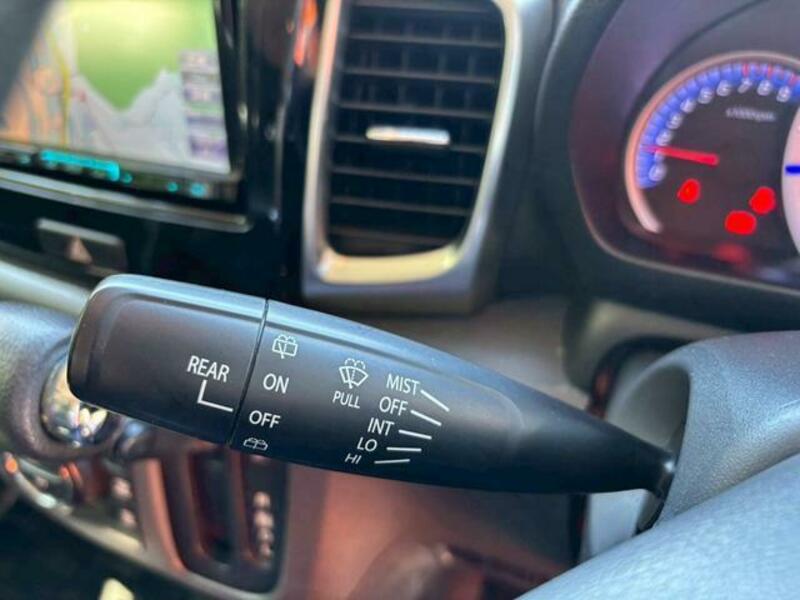 REAR
ON
OFF
PULL
MIST
OFF
INT
LO
HI